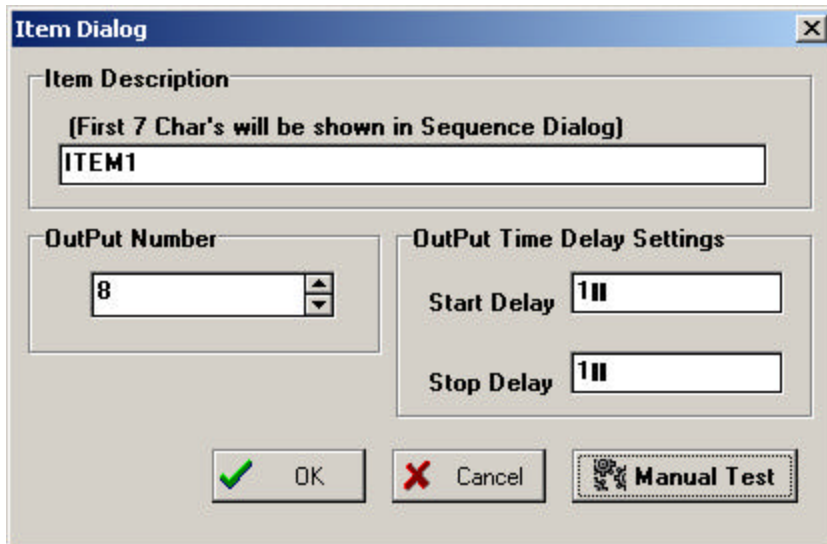 Item Dialog
Item Description
(First 7 Char's will be shown in Sequence Dialog)
ITEM1
OutPut Number
8
OutPut Time Delay Settings
Start Delay
Stop Delay
OK
Cancel
Manual Test